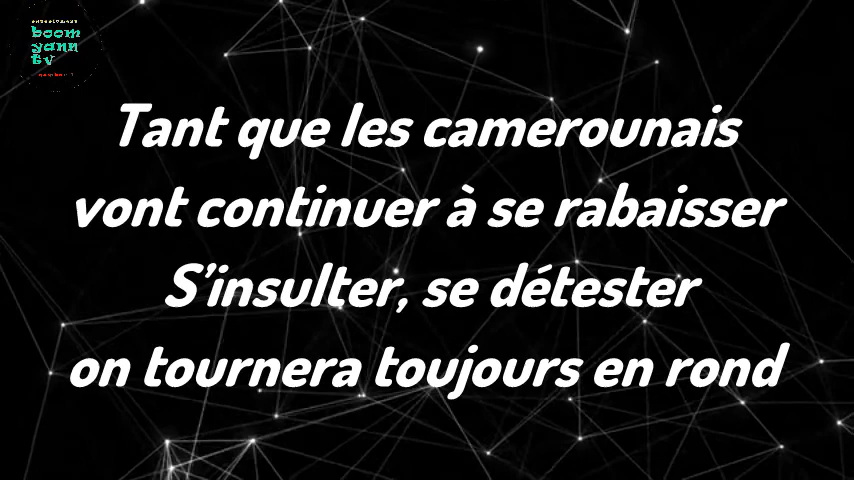 boom
yann
tv
Tant que les camerounais
vont continuer à se rabaisser
S'insulter, se détester
on tournera toujours en rond